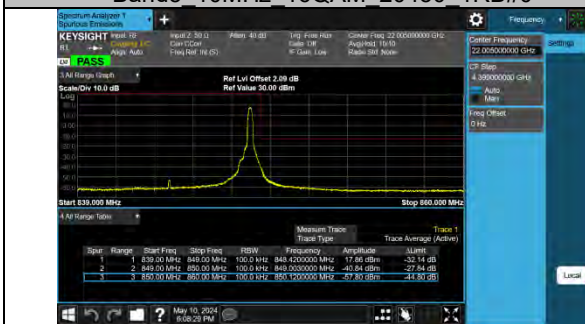 Spectrum Analyzer 1
Spurious Emissions
Frequency
KEYSIGHT Input: RF Input Z: 50 Ω Atten: 40 dB Trig: Free Run Center Freq: 22.005000000 GHz
Coupling: DC Corr CCorr Gate: Off Avg|Hold: 10/10
Align: Auto Freq Ref: Int (S) IF Gain: Low Radio Std: None
PASS
Center Frequency
22.005000000 GHz
Settings
CF Step
4.399000000 GHz
Auto
Man
Freq Offset
0 Hz
3 All Range Graph
Ref Lvl Offset 2.09 dB
Scale/Div 10.0 dB
Ref Value 30.00 dBm
Log
Start 839.000 MHz
Stop 860.000 MHz
4 All Range Table
Measure Trace Trace 1
Trace Type Trace Average (Active)
Spur Range Start Freq Stop Freq RBW Frequency Amplitude ΔLimit
1 1 839.00 MHz 849.00 MHz 100.0 kHz 848.4200000 MHz 17.86 dBm -32.14 dB
2 2 849.00 MHz 850.00 MHz 100.0 kHz 849.0030000 MHz -40.84 dBm -27.84 dB
3 3 850.00 MHz 860.00 MHz 100.0 kHz 850.1200000 MHz -57.80 dBm -44.80 dB
Local
?
May 10, 2024
6:08:29 PM